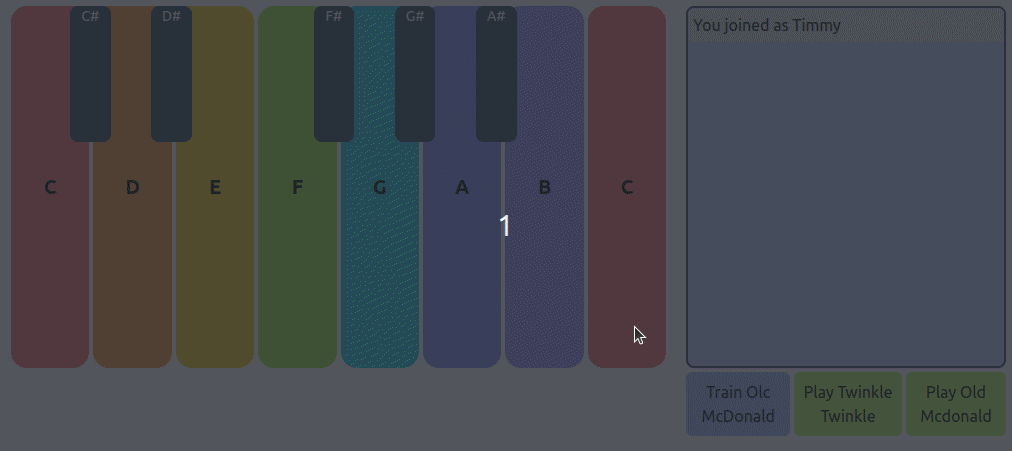 C# D# F# G# A#
You joined as Timmy
C D E F G A B C
1
Train Olc
McDonald
Play Twinkle
Twinkle
Play Old
Mcdonald